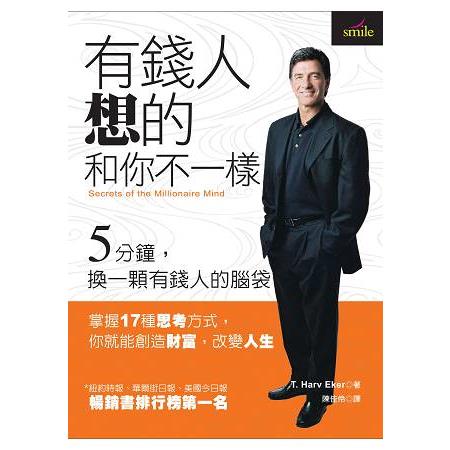 smile
有錢人
想的
和你不一樣
Secrets of the Millionaire Mind
5分鐘，
換一顆有錢人的腦袋
掌握17種思考方式，
你就能創造財富，改變人生
T. Harv Eker◎著
陳佳伶◎譯
*紐約時報、華爾街日報、美國今日報
暢銷書排行榜第一名